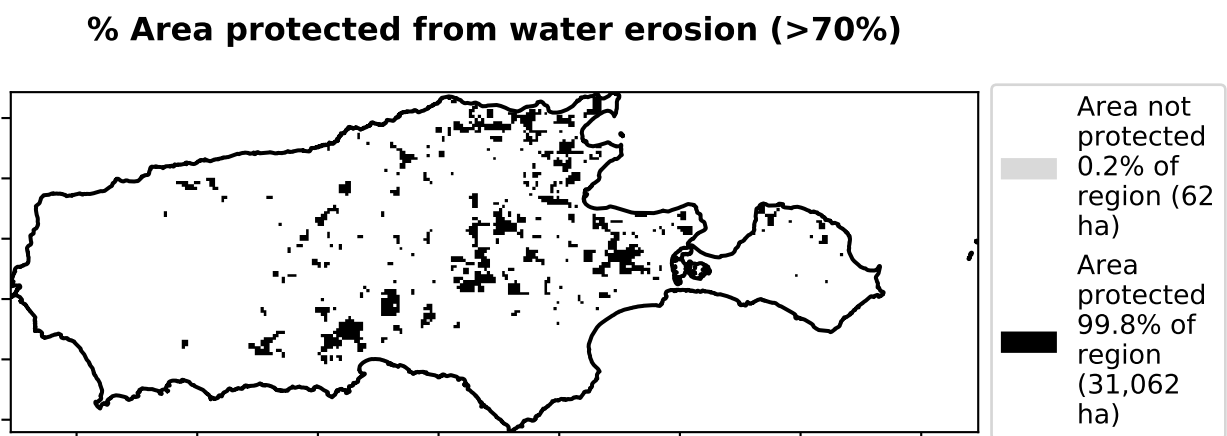 % Area protected from water erosion (>70%)
Area not
protected
0.2% of
region (62
ha)
Area
protected
99.8% of
region
(31,062
ha)